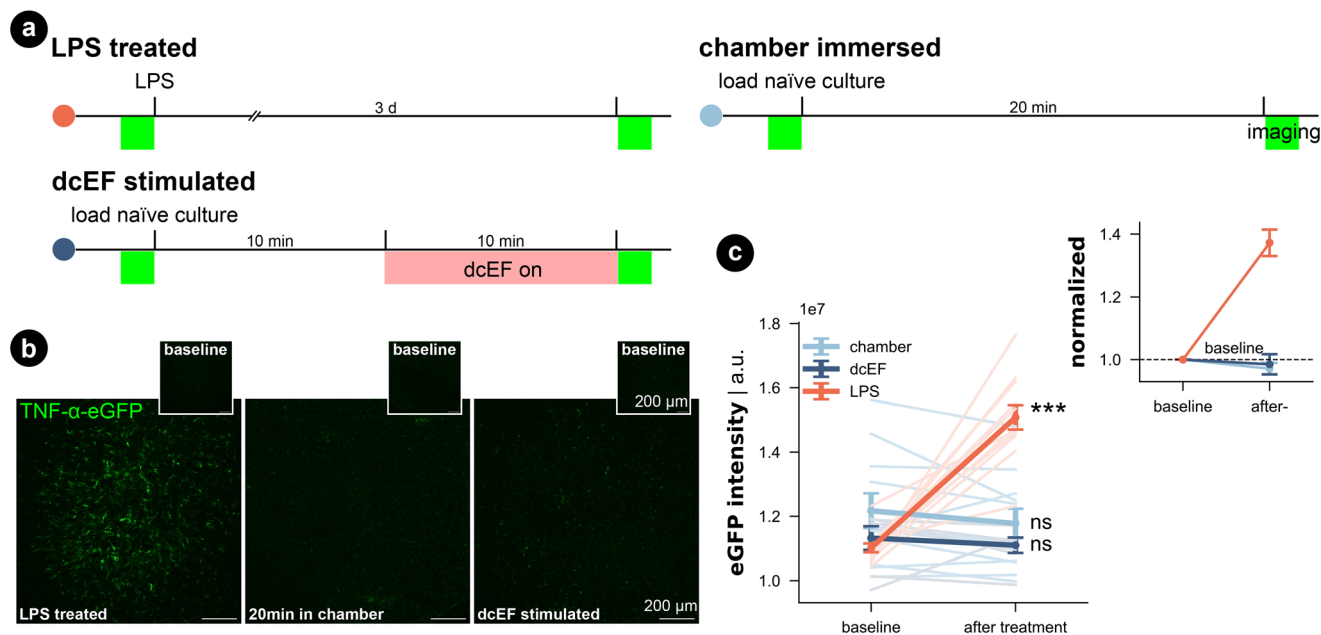 a
LPS treated
LPS
3 d
chamber immersed
load naïve culture
20 min
imaging
dcEF stimulated
load naïve culture
10 min
10 min
dcEF on
b
baseline
baseline
baseline
200 µm
TNF-α-eGFP
LPS treated
20min in chamber
dcEF stimulated
200 µm
c
1e7
1.8
1.6
1.4
1.2
1.0
eGFP intensity | a.u.
chamber
dcEF
LPS
***
ns
ns
baseline
after treatment
normalized
1.4
1.2
1.0
baseline
baseline
after-